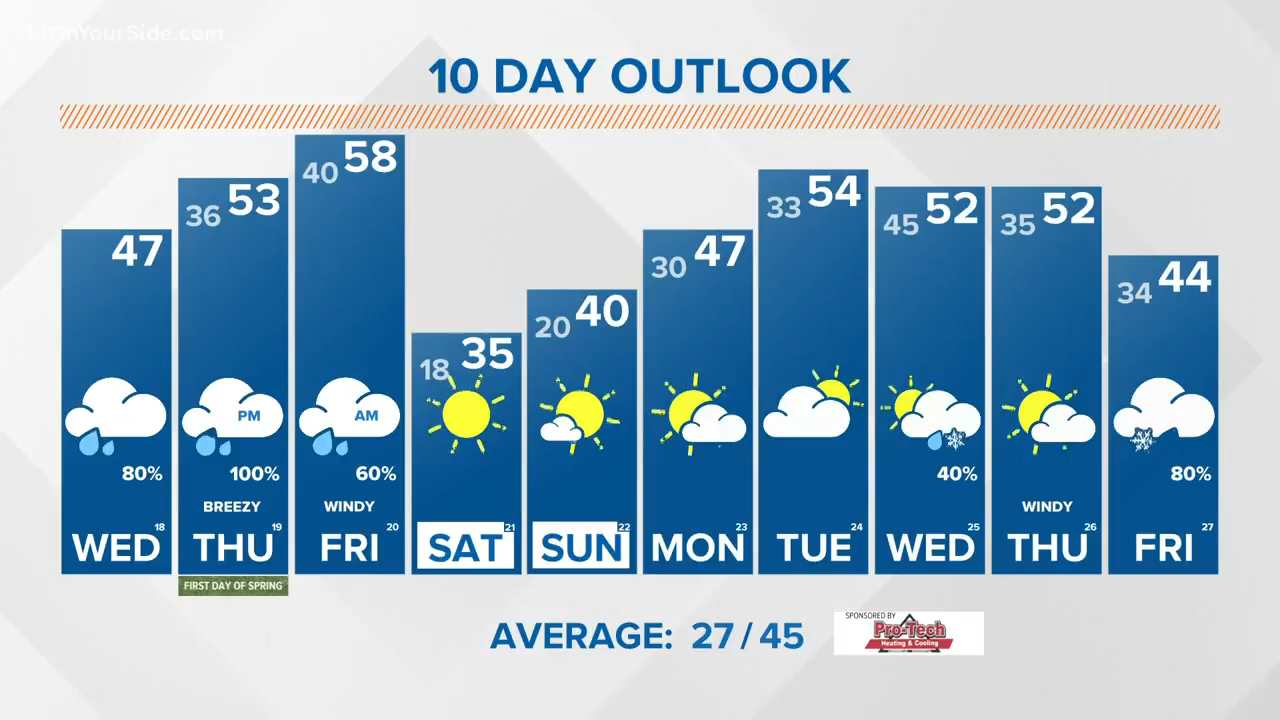 13OnYourSide.com
10 DAY OUTLOOK
47
80%
18
WED
36 53
PM
100%
BREEZY
19
THU
FIRST DAY OF SPRING
40 58
AM
60%
WINDY
20
FRI
18 35
21
SAT
20 40
22
SUN
30 47
23
MON
33 54
24
TUE
45 52
40%
25
WED
35 52
WINDY
26
THU
34 44
80%
27
FRI
AVERAGE: 27 / 45
SPONSORED BY
Pro-Tech
Heating & Cooling